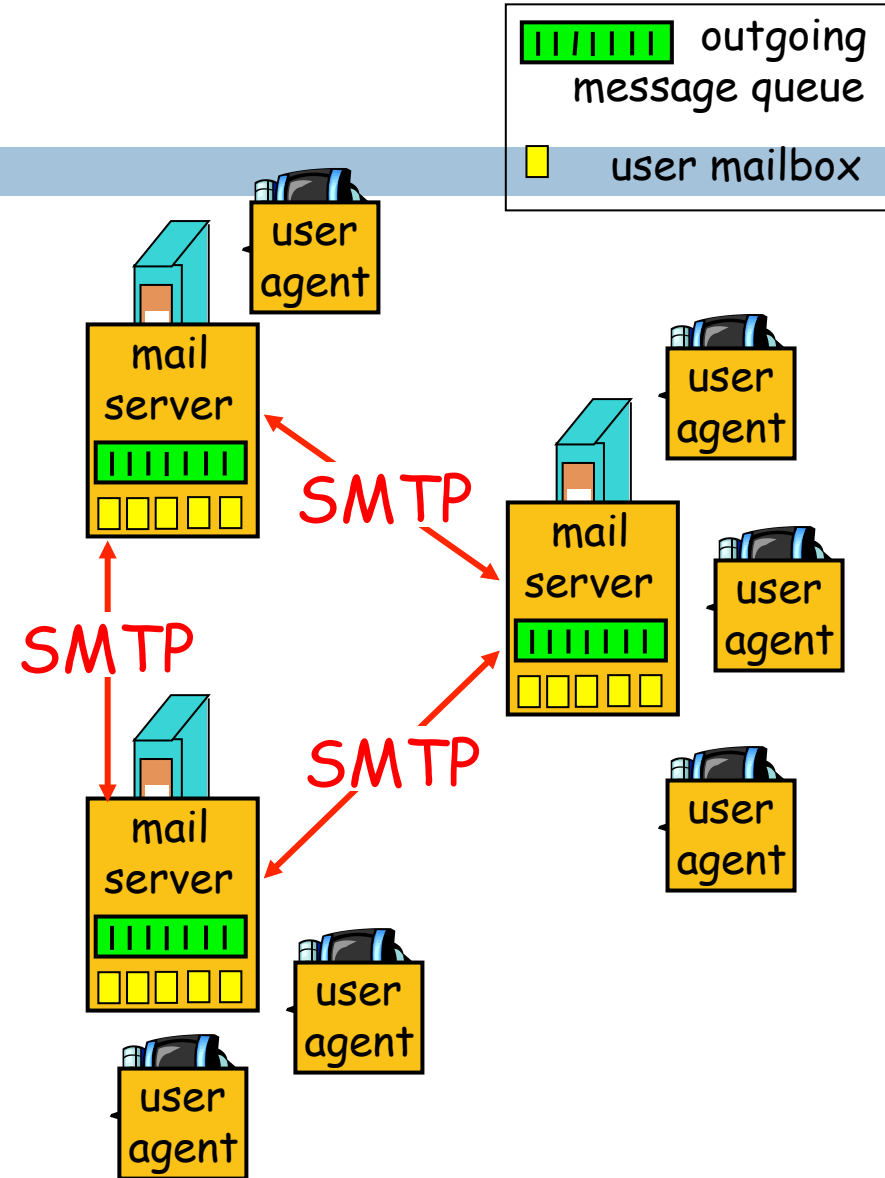 outgoing
message queue
user mailbox
user
agent
mail
server
user
agent
SMTP
mail
server
user
agent
SMTP
SMTP
user
agent
mail
server
user
agent
user
agent